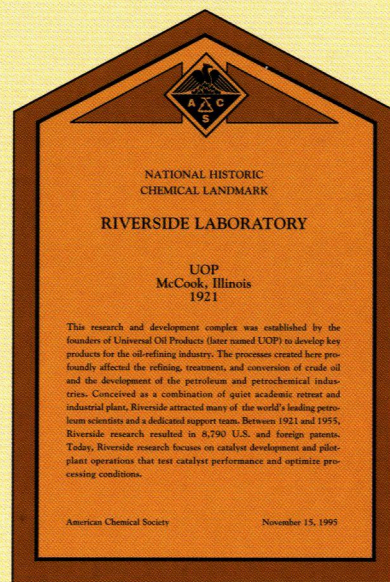 A C
S
NATIONAL HISTORIC
CHEMICAL LANDMARK
RIVERSIDE LABORATORY
UOP
McCook, Illinois
1921
This research and development complex was established by the
founders of Universal Oil Products (later named UOP) to develop key
products for the oil-refining industry. The processes created here pro-
foundly affected the refining, treatment, and conversion of crude oil
and the development of the petroleum and petrochemical indus-
tries. Conceived as a combination of quiet academic retreat and
industrial plant, Riverside attracted many of the world's leading petro-
leum scientists and a dedicated support team. Between 1921 and 1955,
Riverside research resulted in 8,790 U.S. and foreign patents.
Today, Riverside research focuses on catalyst development and pilot-
plant operations that test catalyst performance and optimize pro-
cessing conditions.
American Chemical Society November 15, 1995